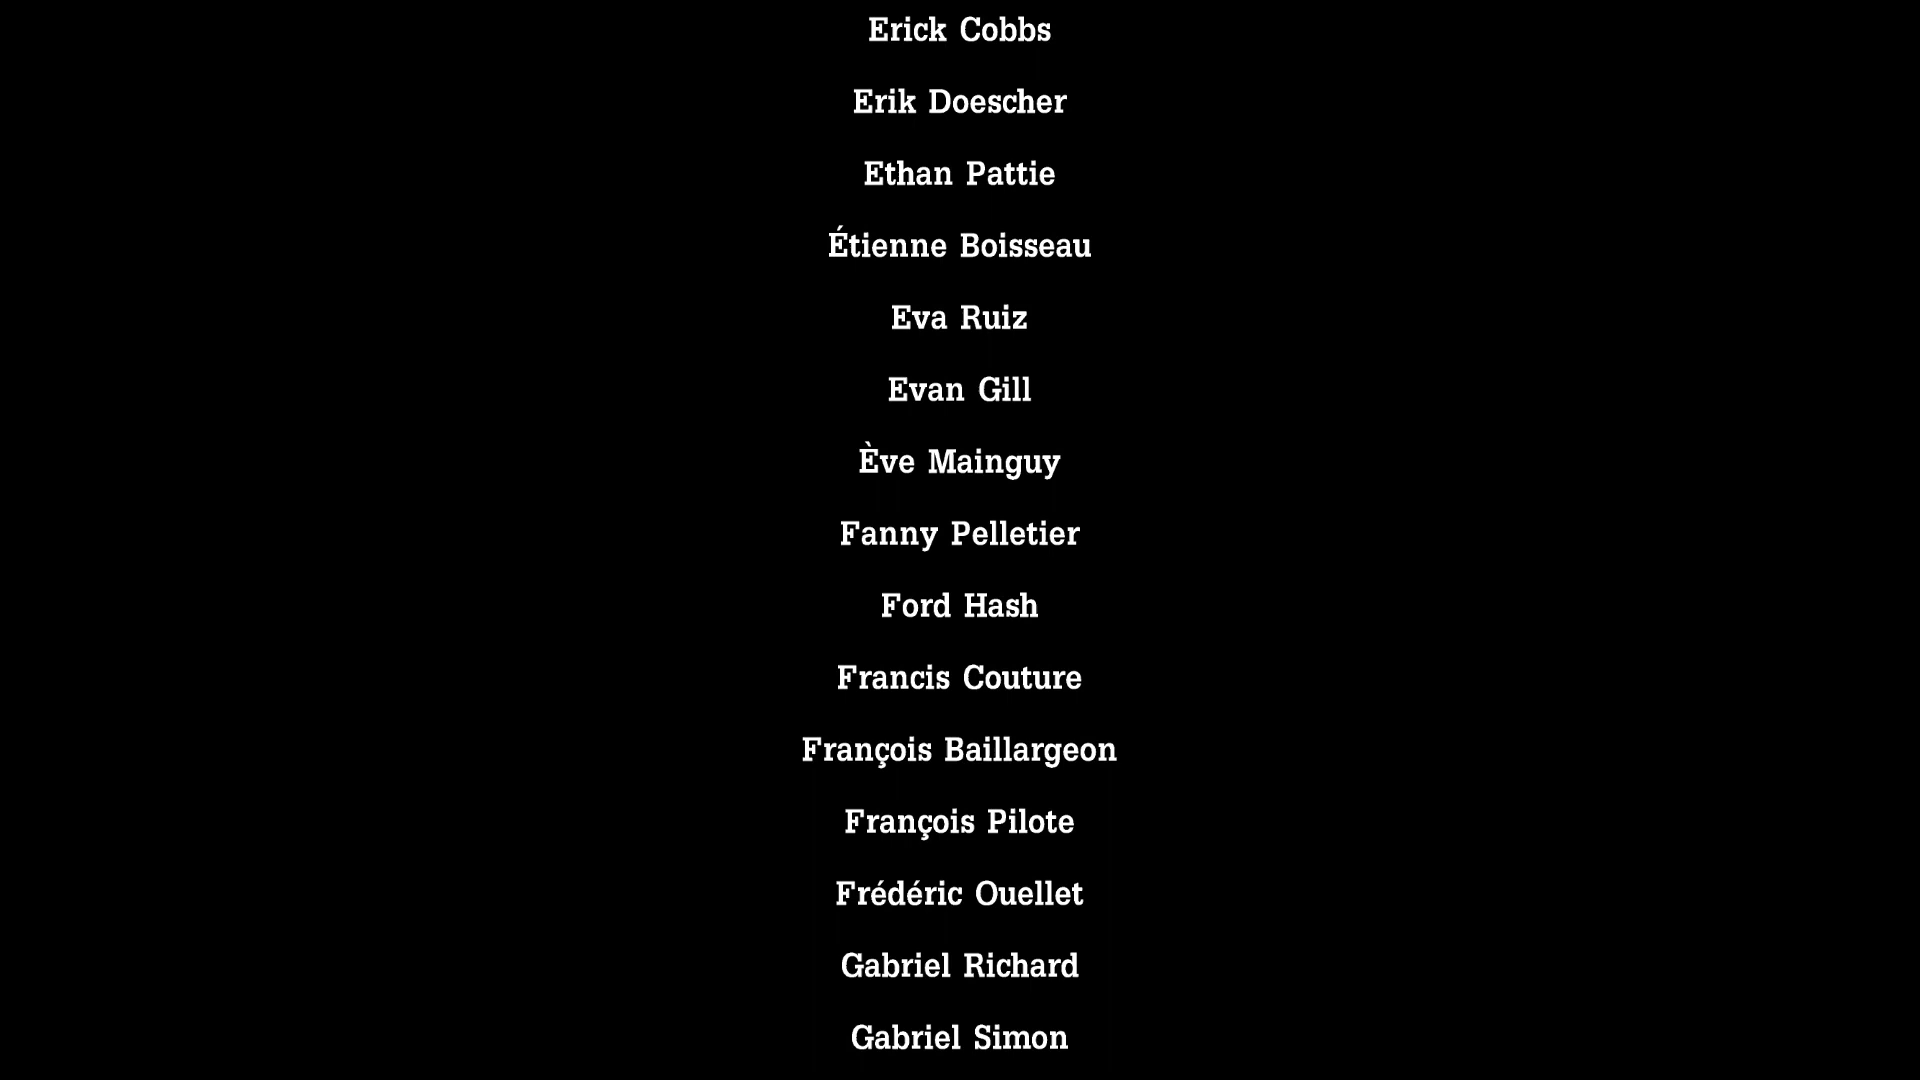 Erick Cobbs
Erik Doescher
Ethan Pattie
Étienne Boisseau
Eva Ruiz
Evan Gill
Ève Mainguy
Fanny Pelletier
Ford Hash
Francis Couture
François Baillargeon
François Pilote
Frédéric Ouellet
Gabriel Richard
Gabriel Simon